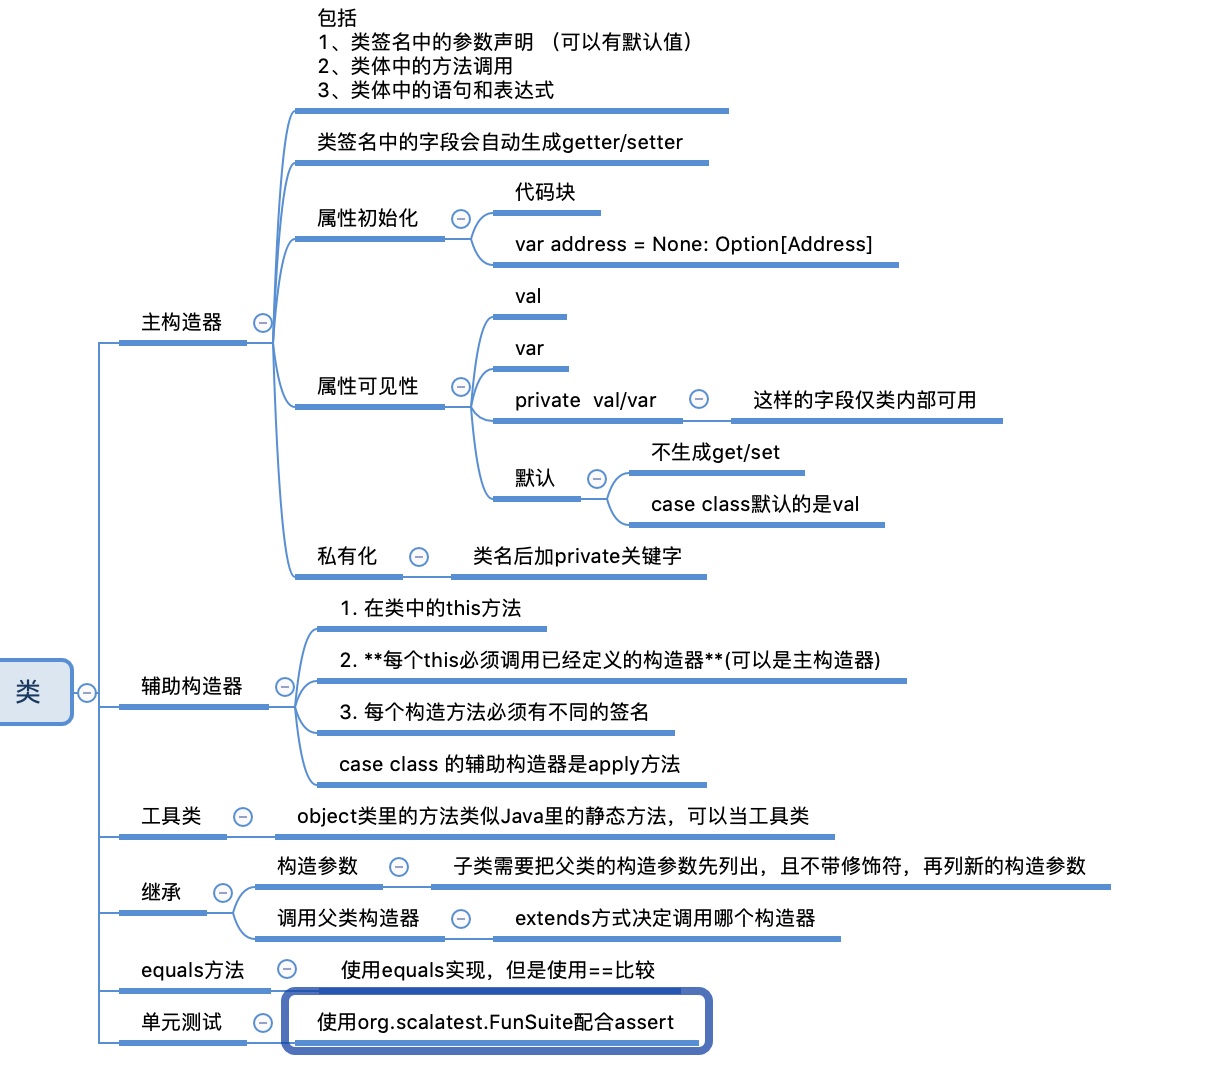 类
主构造器
包括
1、类签名中的参数声明 （可以有默认值）
2、类体中的方法调用
3、类体中的语句和表达式
类签名中的字段会自动生成getter/setter
属性初始化
代码块
var address = None: Option[Address]
属性可见性
val
var
private  val/var
这样的字段仅类内部可用
默认
不生成get/set
case class默认的是val
私有化
类名后加private关键字
辅助构造器
1. 在类中的this方法
2. **每个this必须调用已经定义的构造器**(可以是主构造器)
3. 每个构造方法必须有不同的签名
case class 的辅助构造器是apply方法
工具类
object类里的方法类似Java里的静态方法，可以当工具类
继承
构造参数
子类需要把父类的构造参数先列出，且不带修饰符，再列新的构造参数
调用父类构造器
extends方式决定调用哪个构造器
equals方法
使用equals实现，但是使用==比较
单元测试
使用org.scalatest.FunSuite配合assert